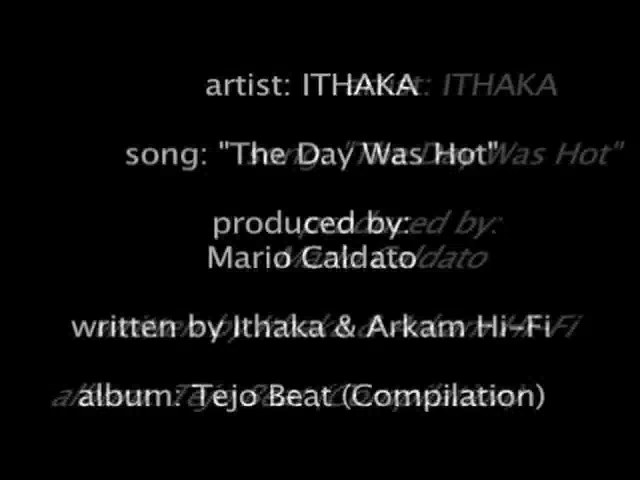 artist: ITHAKA
song: "The Day Was Hot"
produced by:
Mario Caldato
written by Ithaka & Arkam Hi-Fi
album: Tejo Beat (Compilation)